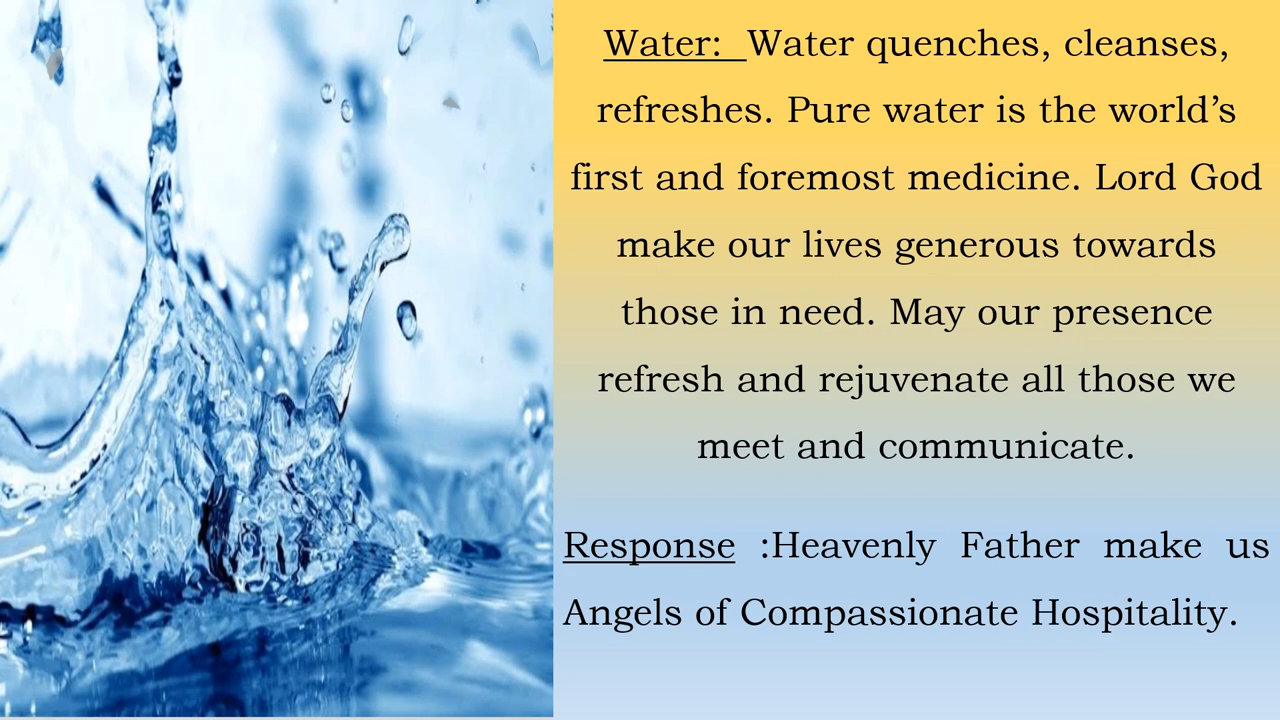 Water:  Water quenches, cleanses,
refreshes. Pure water is the world’s
first and foremost medicine. Lord God
make our lives generous towards
those in need. May our presence
refresh and rejuvenate all those we
meet and communicate.
Response :Heavenly Father make us
Angels of Compassionate Hospitality.